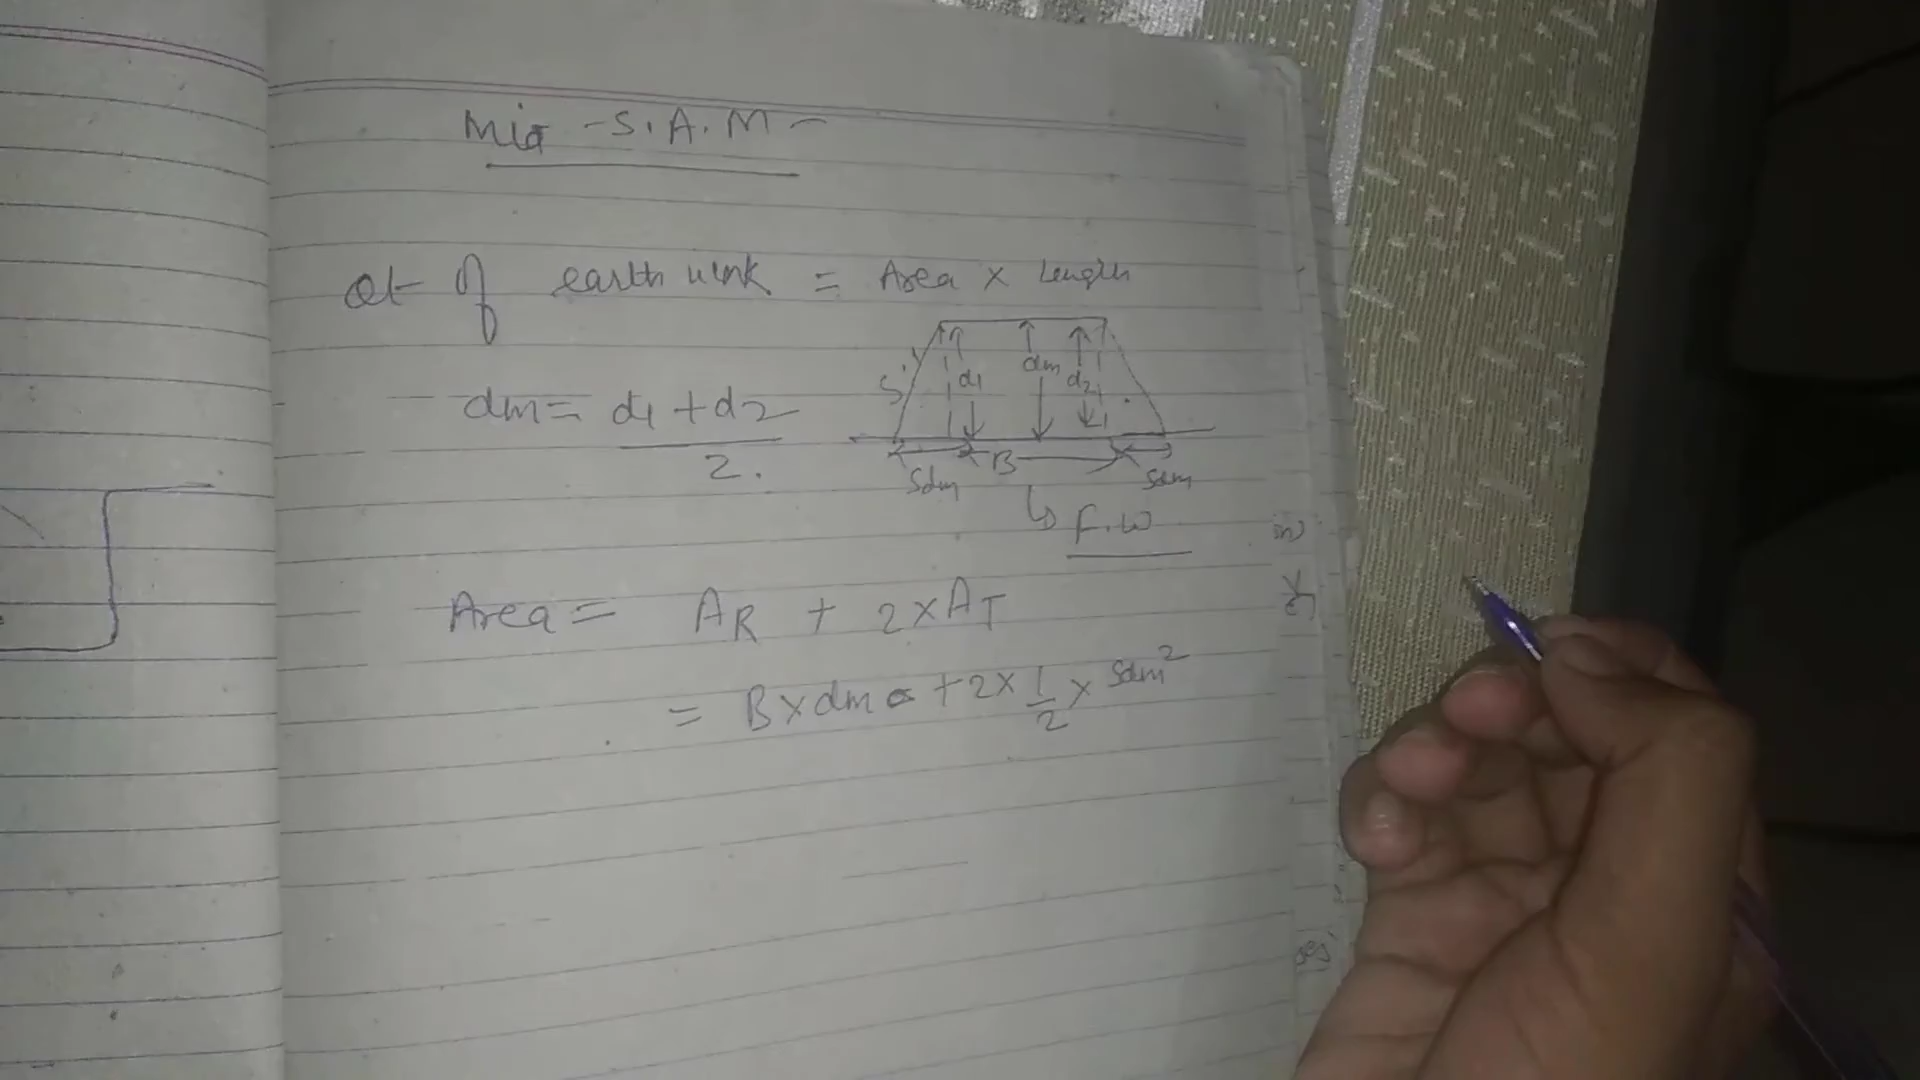 Mid - S.A.M -
Qt of earth work = Area × Length
S
d1
dm
d2
dm = d1 + d2
2.
Sdm
B
Sdm
F.W
Area = AR + 2×AT
= B×dm + 2×1/2×Sdm²